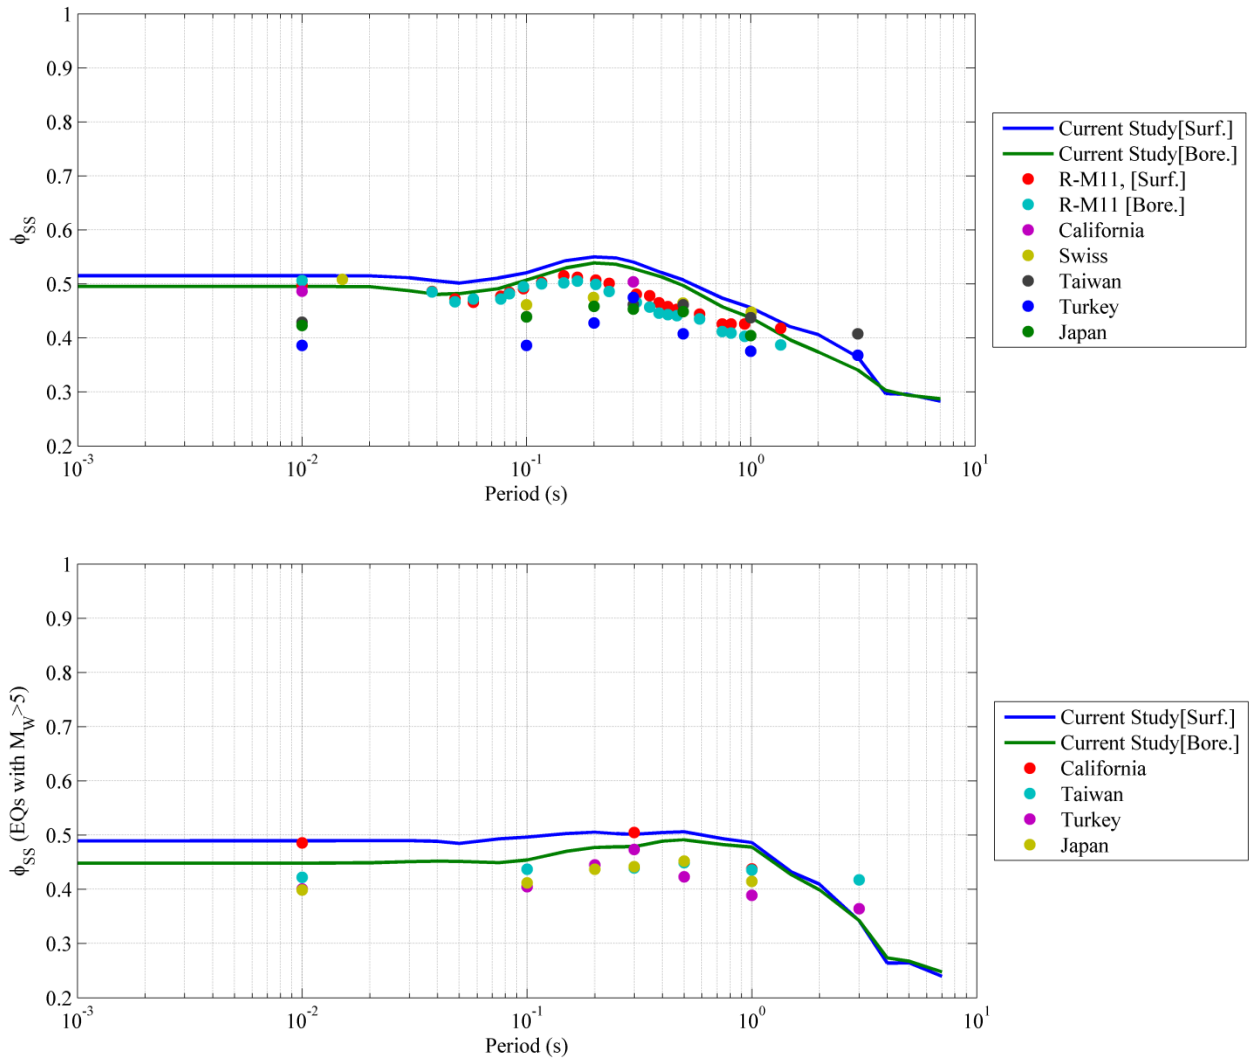 1
0.9
0.8
0.7
0.6
0.5
0.4
0.3
0.2
ϕSS
10-3
10-2
10-1
100
101
Period (s)
Current Study[Surf.]
Current Study[Bore.]
R-M11, [Surf.]
R-M11 [Bore.]
California
Swiss
Taiwan
Turkey
Japan
1
0.9
0.8
0.7
0.6
0.5
0.4
0.3
0.2
ϕSS (EQs with MW>5)
10-3
10-2
10-1
100
101
Period (s)
Current Study[Surf.]
Current Study[Bore.]
California
Taiwan
Turkey
Japan